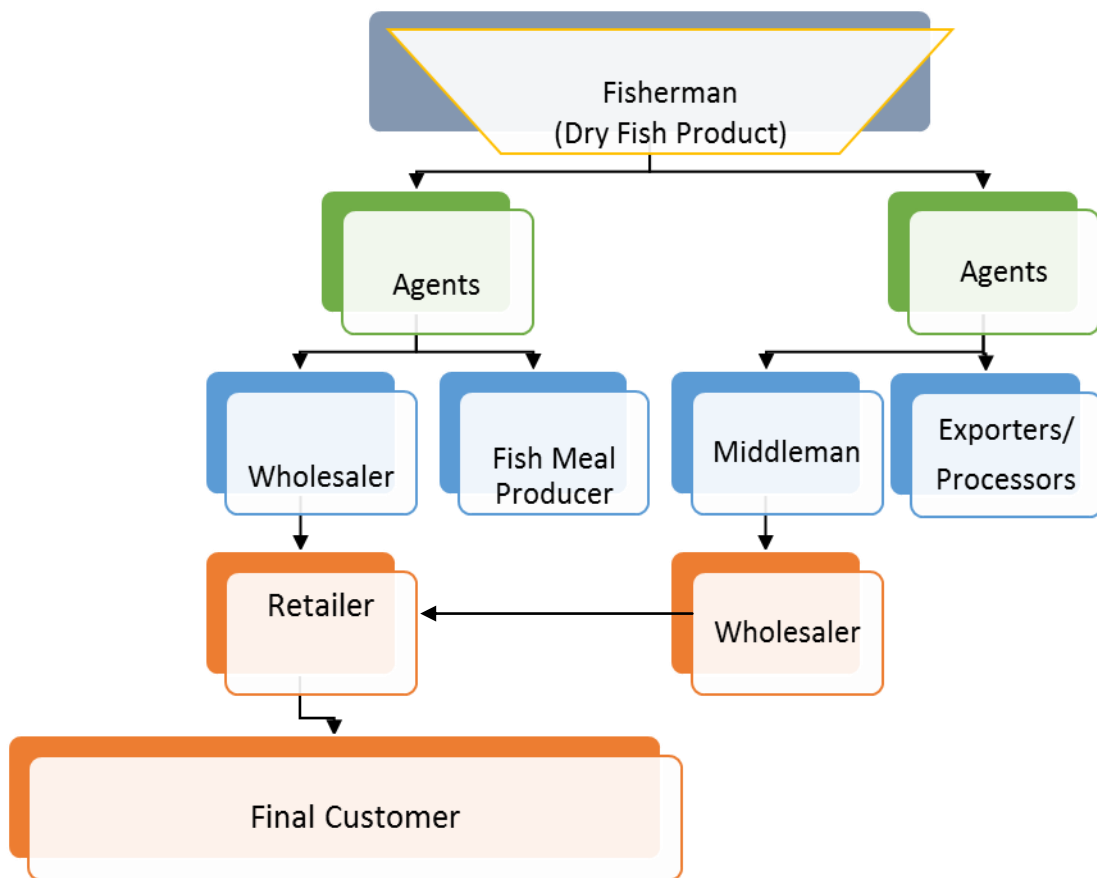 Fisherman
(Dry Fish Product)
Agents
Agents
Wholesaler
Fish Meal
Producer
Middleman
Exporters/
Processors
Retailer
Wholesaler
Final Customer